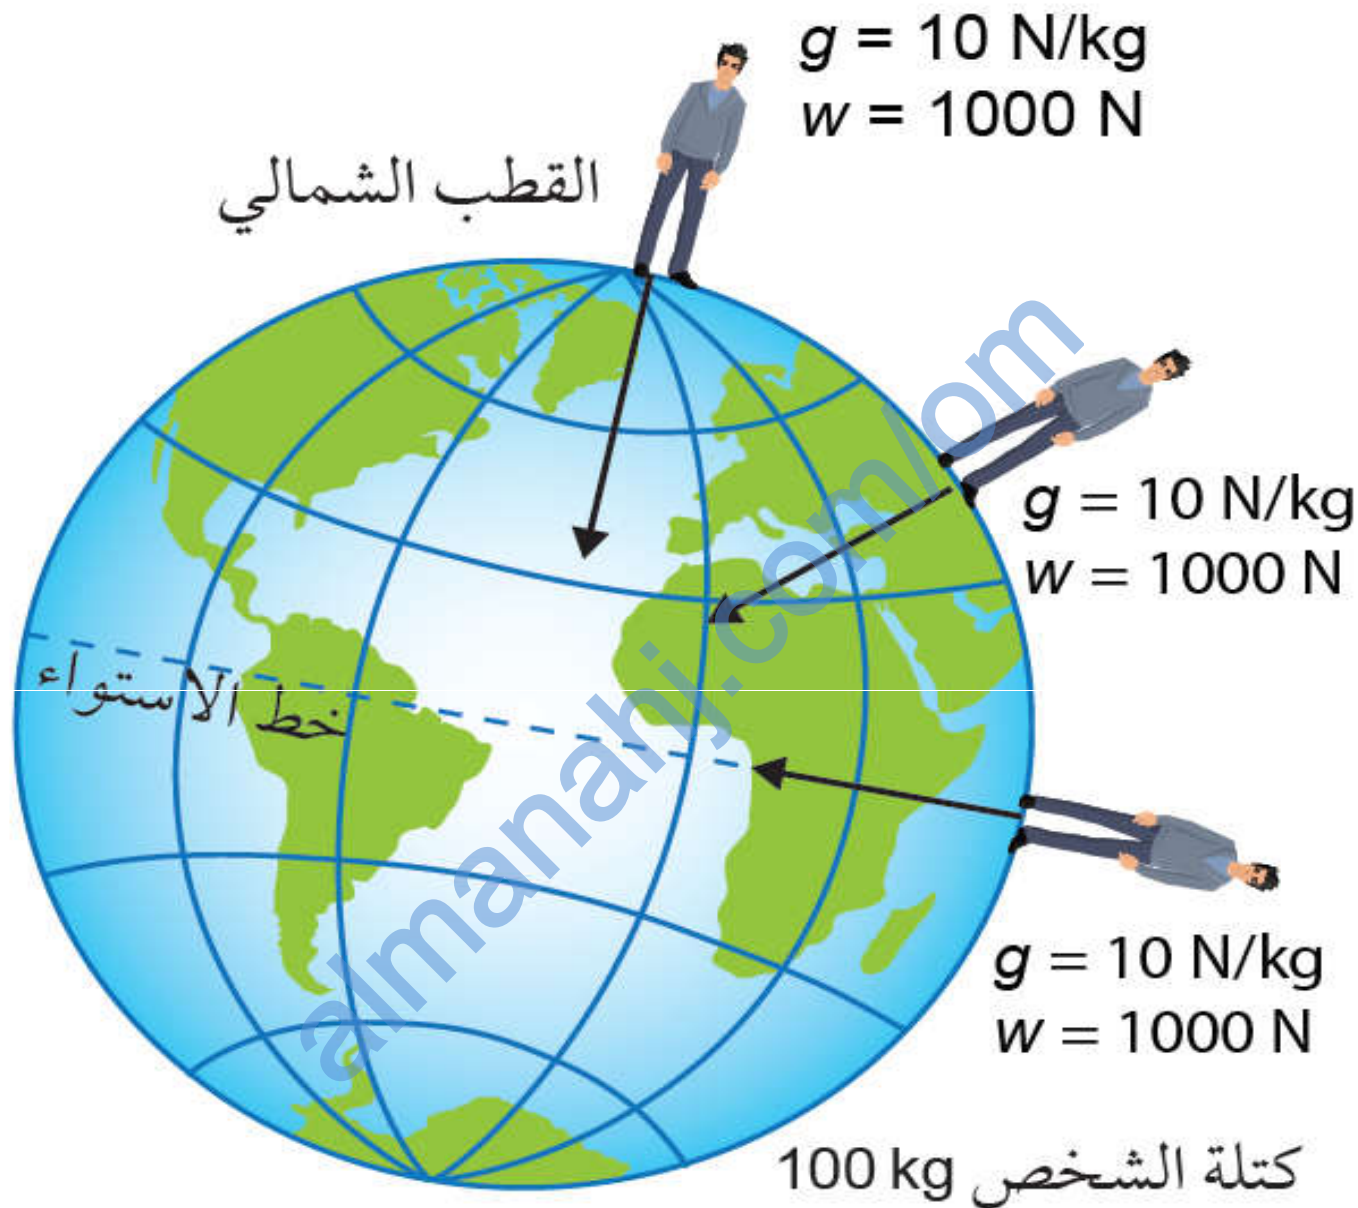 g = 10 N/kg
w = 1000 N
القطب الشمالي
g = 10 N/kg
w = 1000 N
خط الاستواء
g = 10 N/kg
w = 1000 N
كتلة الشخص 100 kg
almanahj.com/om